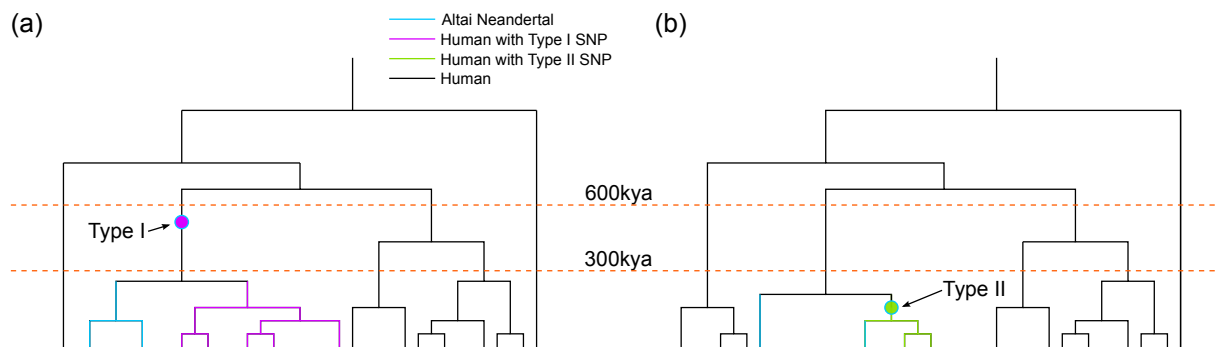 (a)
Altai Neandertal
Human with Type I SNP
Human with Type II SNP
Human
(b)
600kya
Type I
300kya
Type II